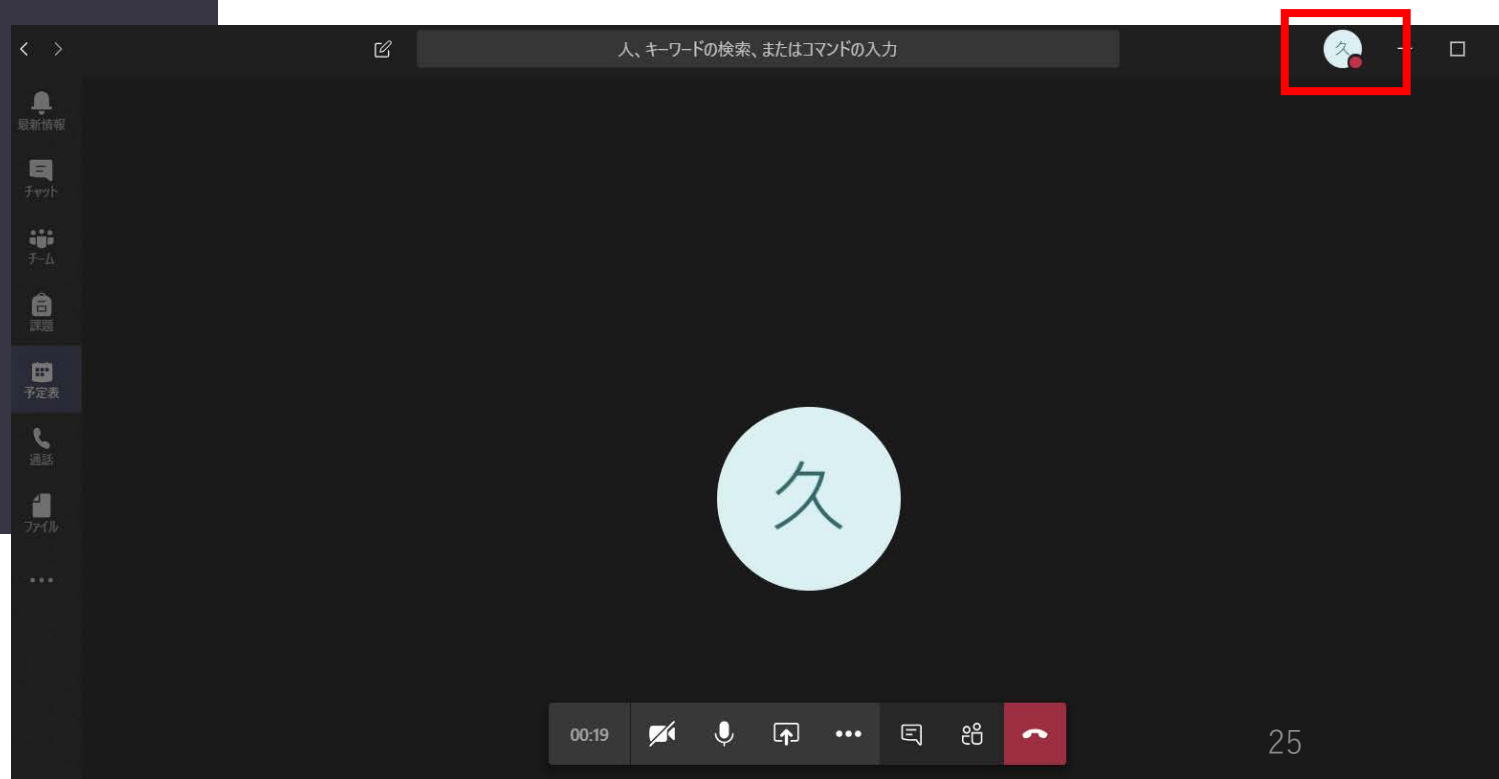 人、キーワードの検索、またはコマンドの入力
久
最新情報
チャット
チーム
課題
予定表
通話
ファイル
久
00:19
25